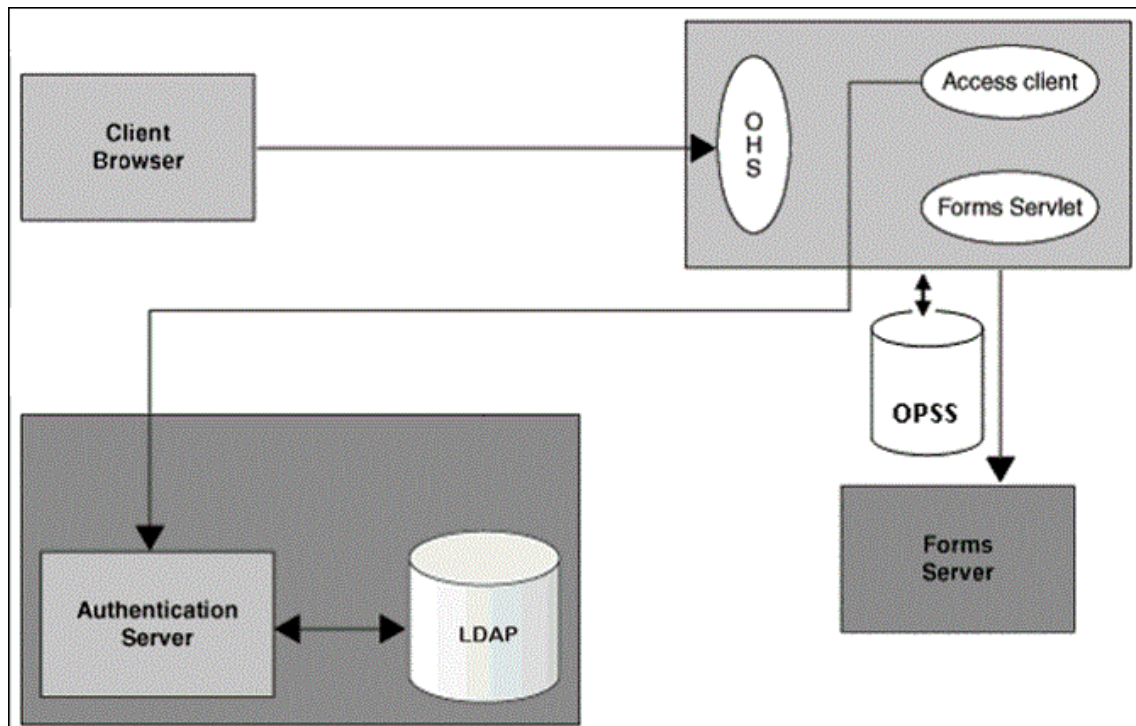 Client
Browser
O
H
S
Access client
Forms Servlet
OPSS
Forms
Server
Authentication
Server
LDAP